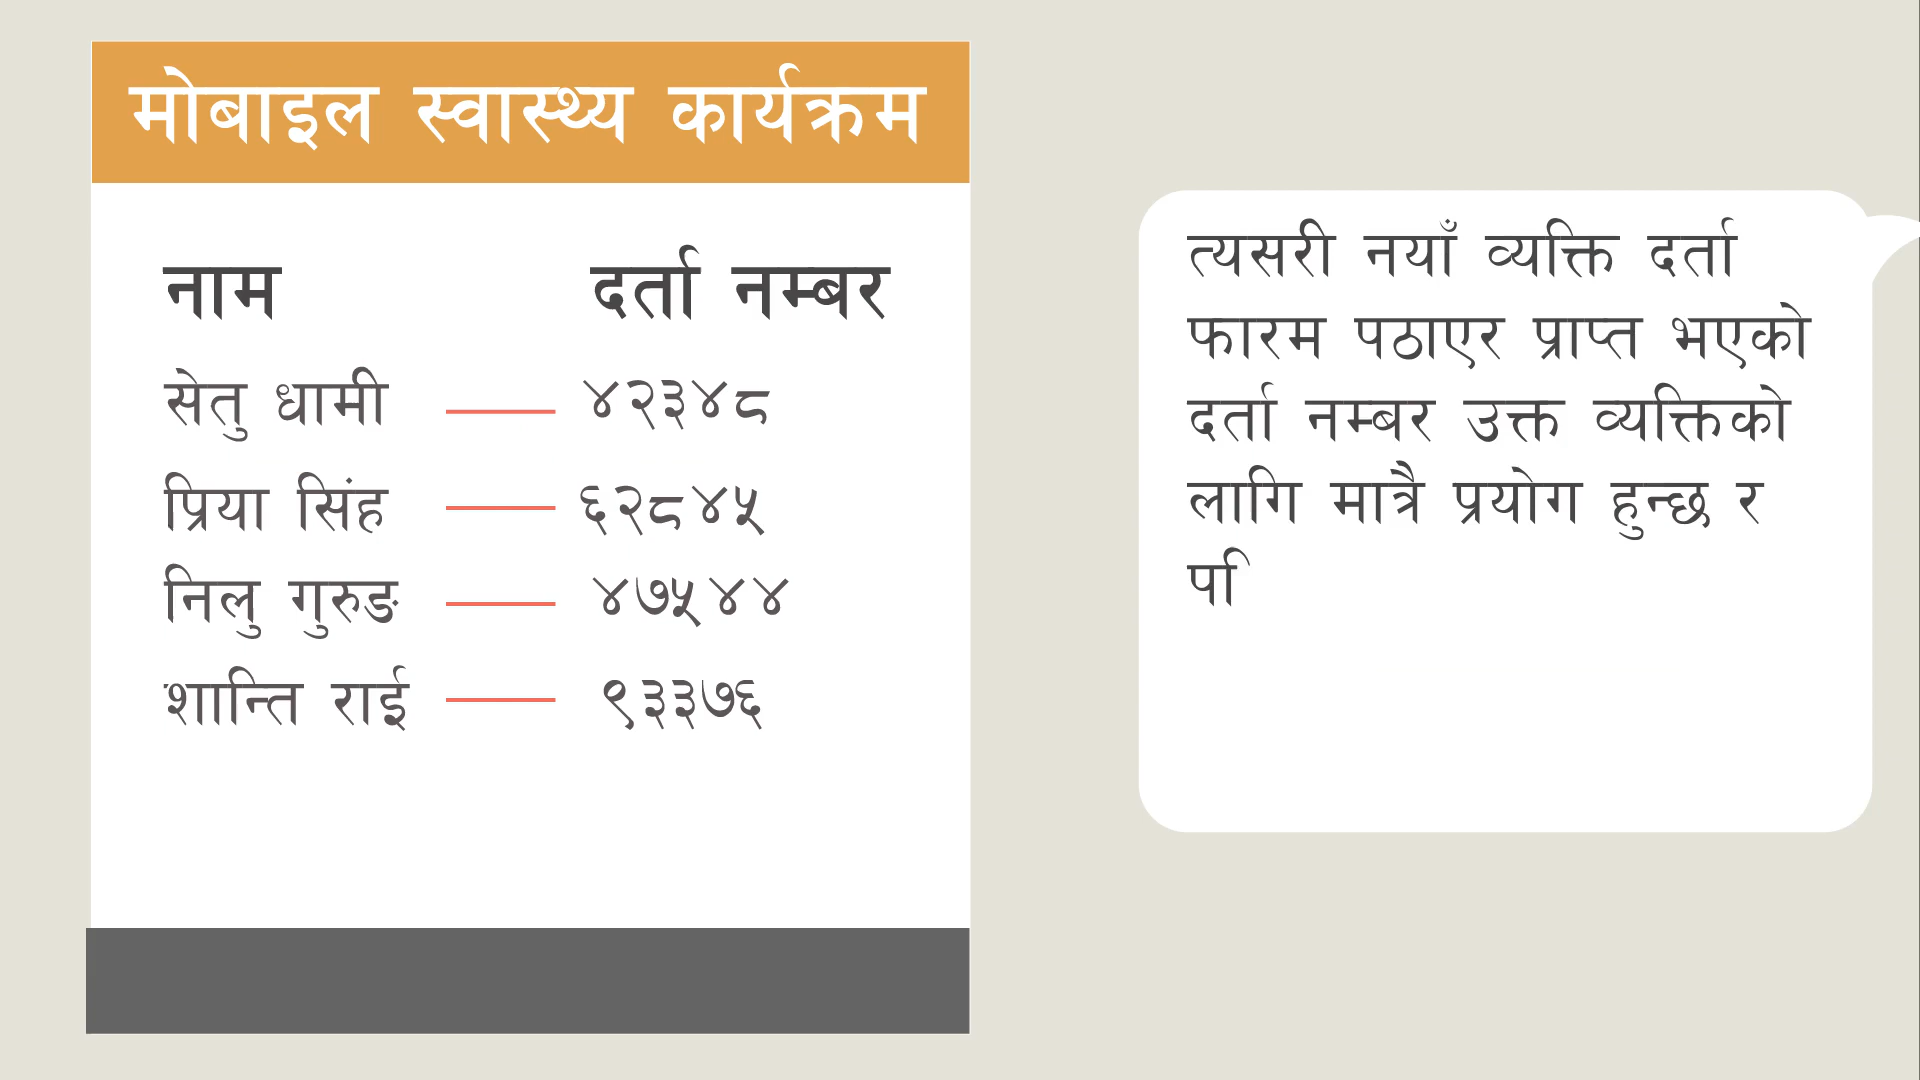 मोबाइल स्वास्थ्य कार्यक्रम
नाम दर्ता नम्बर
सेतु धामी ४२३४८
प्रिया सिंह ६२८४५
निलु गुरुङ ४७५४४
शान्ति राई ९३३७६
त्यसरी नयाँ व्यक्ति दर्ता
फारम पठाएर प्राप्त भएको
दर्ता नम्बर उक्त व्यक्तिको
लागि मात्रै प्रयोग हुन्छ र